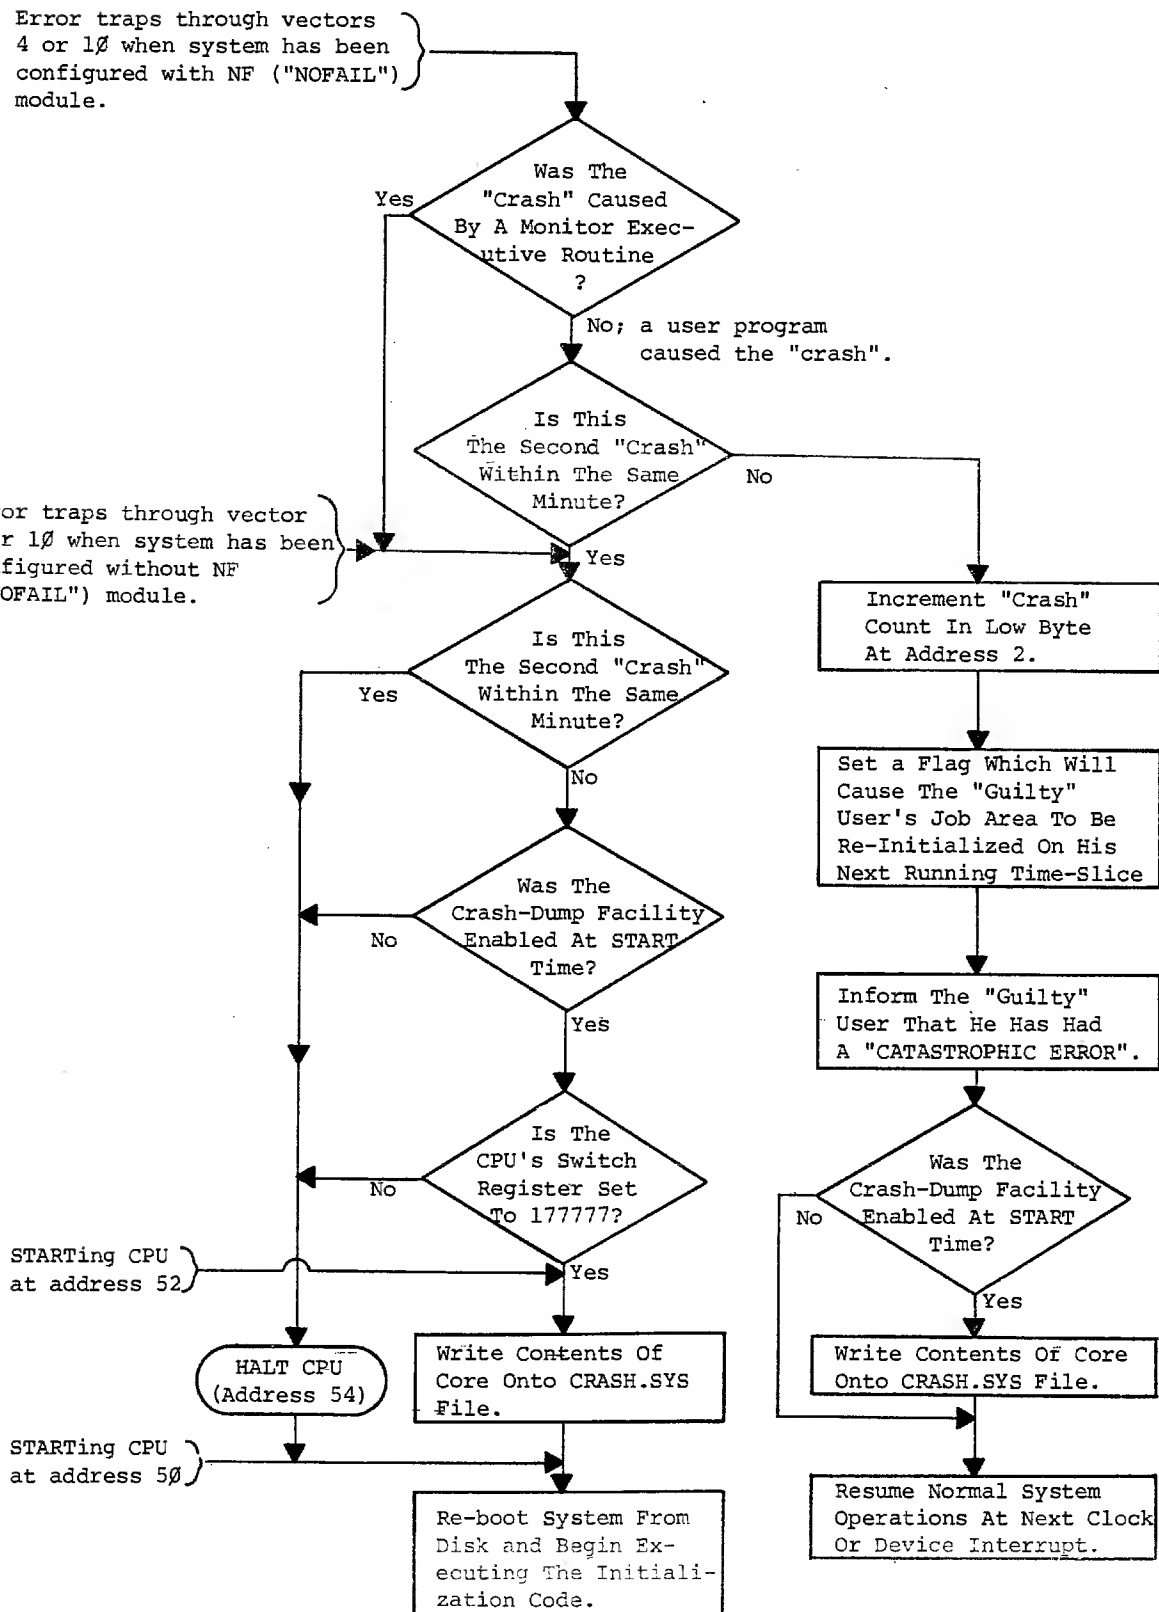 Error traps through vectors
4 or 1Ø when system has been
configured with NF ("NOFAIL")
module.
Was The
"Crash" Caused
By A Monitor Exec-
utive Routine
?
Yes
No; a user program
caused the "crash".
Is This
The Second "Crash"
Within The Same
Minute?
No
Yes
or traps through vector
r 1Ø when system has been
figured without NF
OFAIL") module.
Is This
The Second "Crash"
Within The Same
Minute?
Yes
No
Increment "Crash"
Count In Low Byte
At Address 2.
Set a Flag Which Will
Cause The "Guilty"
User's Job Area To Be
Re-Initialized On His
Next Running Time-Slice
Was The
Crash-Dump Facility
Enabled At START
Time?
No
Yes
Inform The "Guilty"
User That He Has Had
A "CATASTROPHIC ERROR".
Is The
CPU's Switch
Register Set
To 177777?
No
Yes
Was The
Crash-Dump Facility
Enabled At START
Time?
No
Yes
STARTing CPU
at address 52
HALT CPU
(Address 54)
Write Contents Of
Core Onto CRASH.SYS
File.
Write Contents Of Core
Onto CRASH.SYS File.
STARTing CPU
at address 5Ø
Re-boot System From
Disk and Begin Ex-
ecuting The Initiali-
zation Code.
Resume Normal System
Operations At Next Clock
Or Device Interrupt.